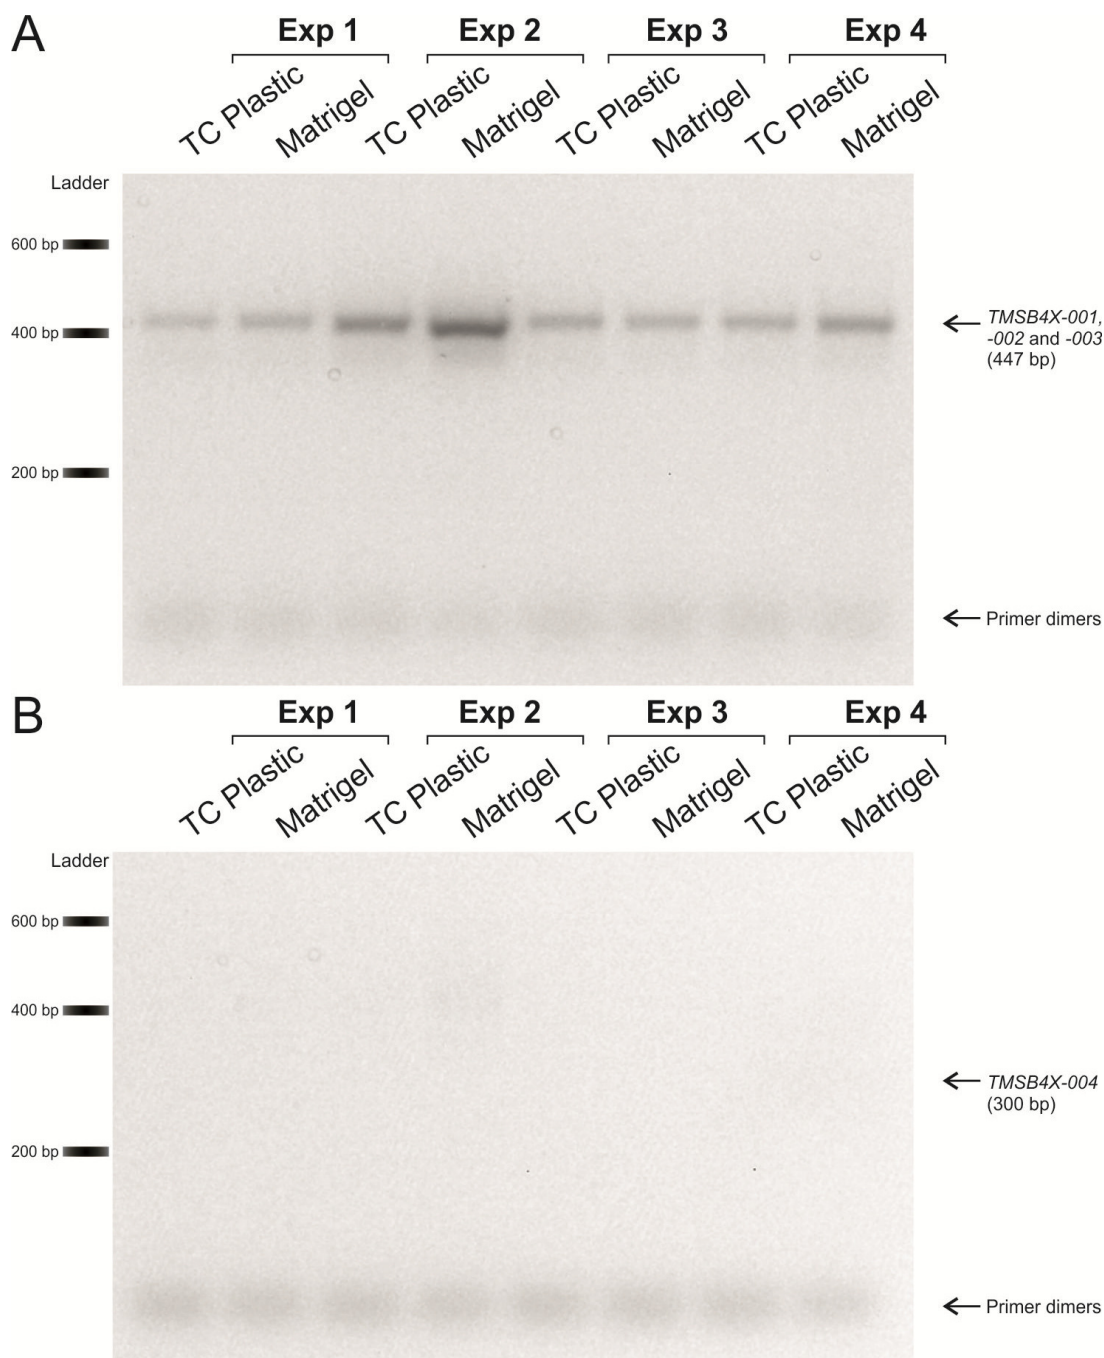 A
Exp 1 Exp 2 Exp 3 Exp 4
TC Plastic Matrigel TC Plastic Matrigel TC Plastic Matrigel TC Plastic Matrigel
Ladder
600 bp
400 bp
TMSB4X-001,
-002 and -003
(447 bp)
200 bp
Primer dimers
B
Exp 1 Exp 2 Exp 3 Exp 4
TC Plastic Matrigel TC Plastic Matrigel TC Plastic Matrigel TC Plastic Matrigel
Ladder
600 bp
400 bp
TMSB4X-004
(300 bp)
200 bp
Primer dimers